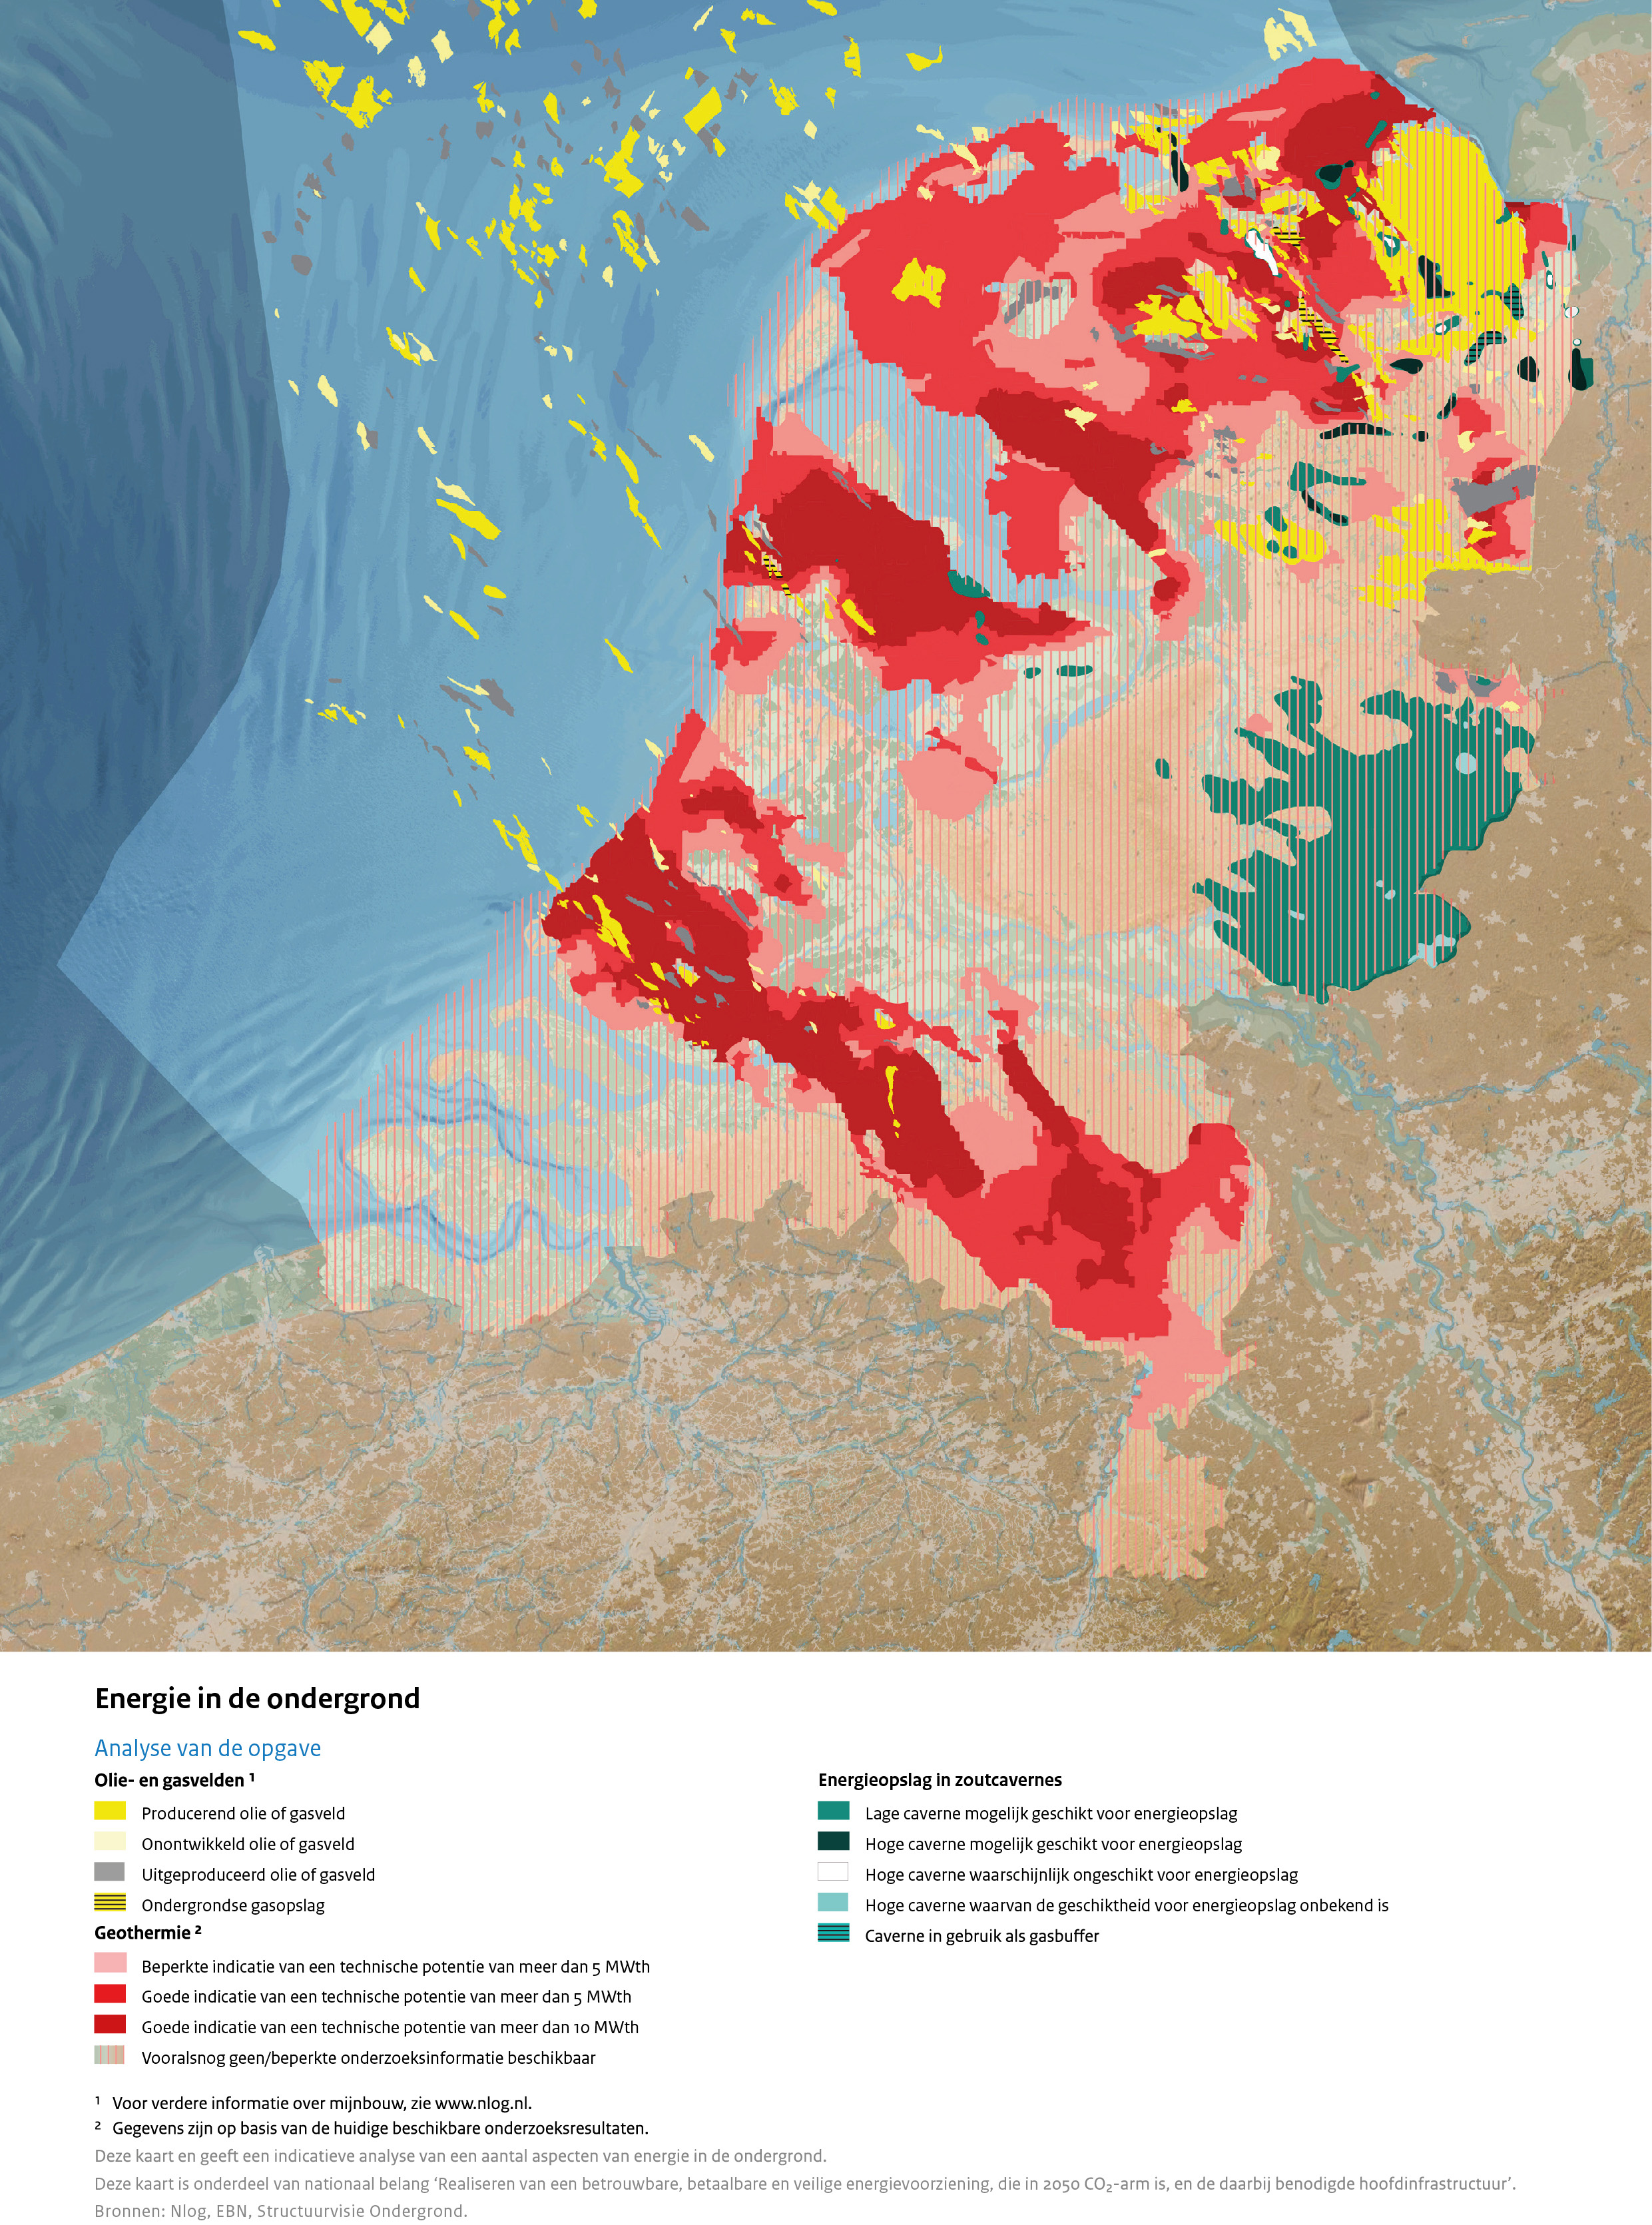 Energie in de ondergrond
Analyse van de opgave
Olie- en gasvelden ¹
Producerend olie of gasveld
Onontwikkeld olie of gasveld
Uitgeproduceerd olie of gasveld
Ondergrondse gasopslag
Geothermie ²
Beperkte indicatie van een technische potentie van meer dan 5 MWth
Goede indicatie van een technische potentie van meer dan 5 MWth
Goede indicatie van een technische potentie van meer dan 10 MWth
Vooralsnog geen/beperkte onderzoeksinformatie beschikbaar
Energieopslag in zoutcavernes
Lage caverne mogelijk geschikt voor energieopslag
Hoge caverne mogelijk geschikt voor energieopslag
Hoge caverne waarschijnlijk ongeschikt voor energieopslag
Hoge caverne waarvan de geschiktheid voor energieopslag onbekend is
Caverne in gebruik als gasbuffer
¹ Voor verdere informatie over mijnbouw, zie www.nlog.nl.
² Gegevens zijn op basis van de huidige beschikbare onderzoeksresultaten.
Deze kaart en geeft een indicatieve analyse van een aantal aspecten van energie in de ondergrond.
Deze kaart is onderdeel van nationaal belang ‘Realiseren van een betrouwbare, betaalbare en veilige energievoorziening, die in 2050 CO₂-arm is, en de daarbij benodigde hoofdinfrastructuur’.
Bronnen: Nlog, EBN, Structuurvisie Ondergrond.